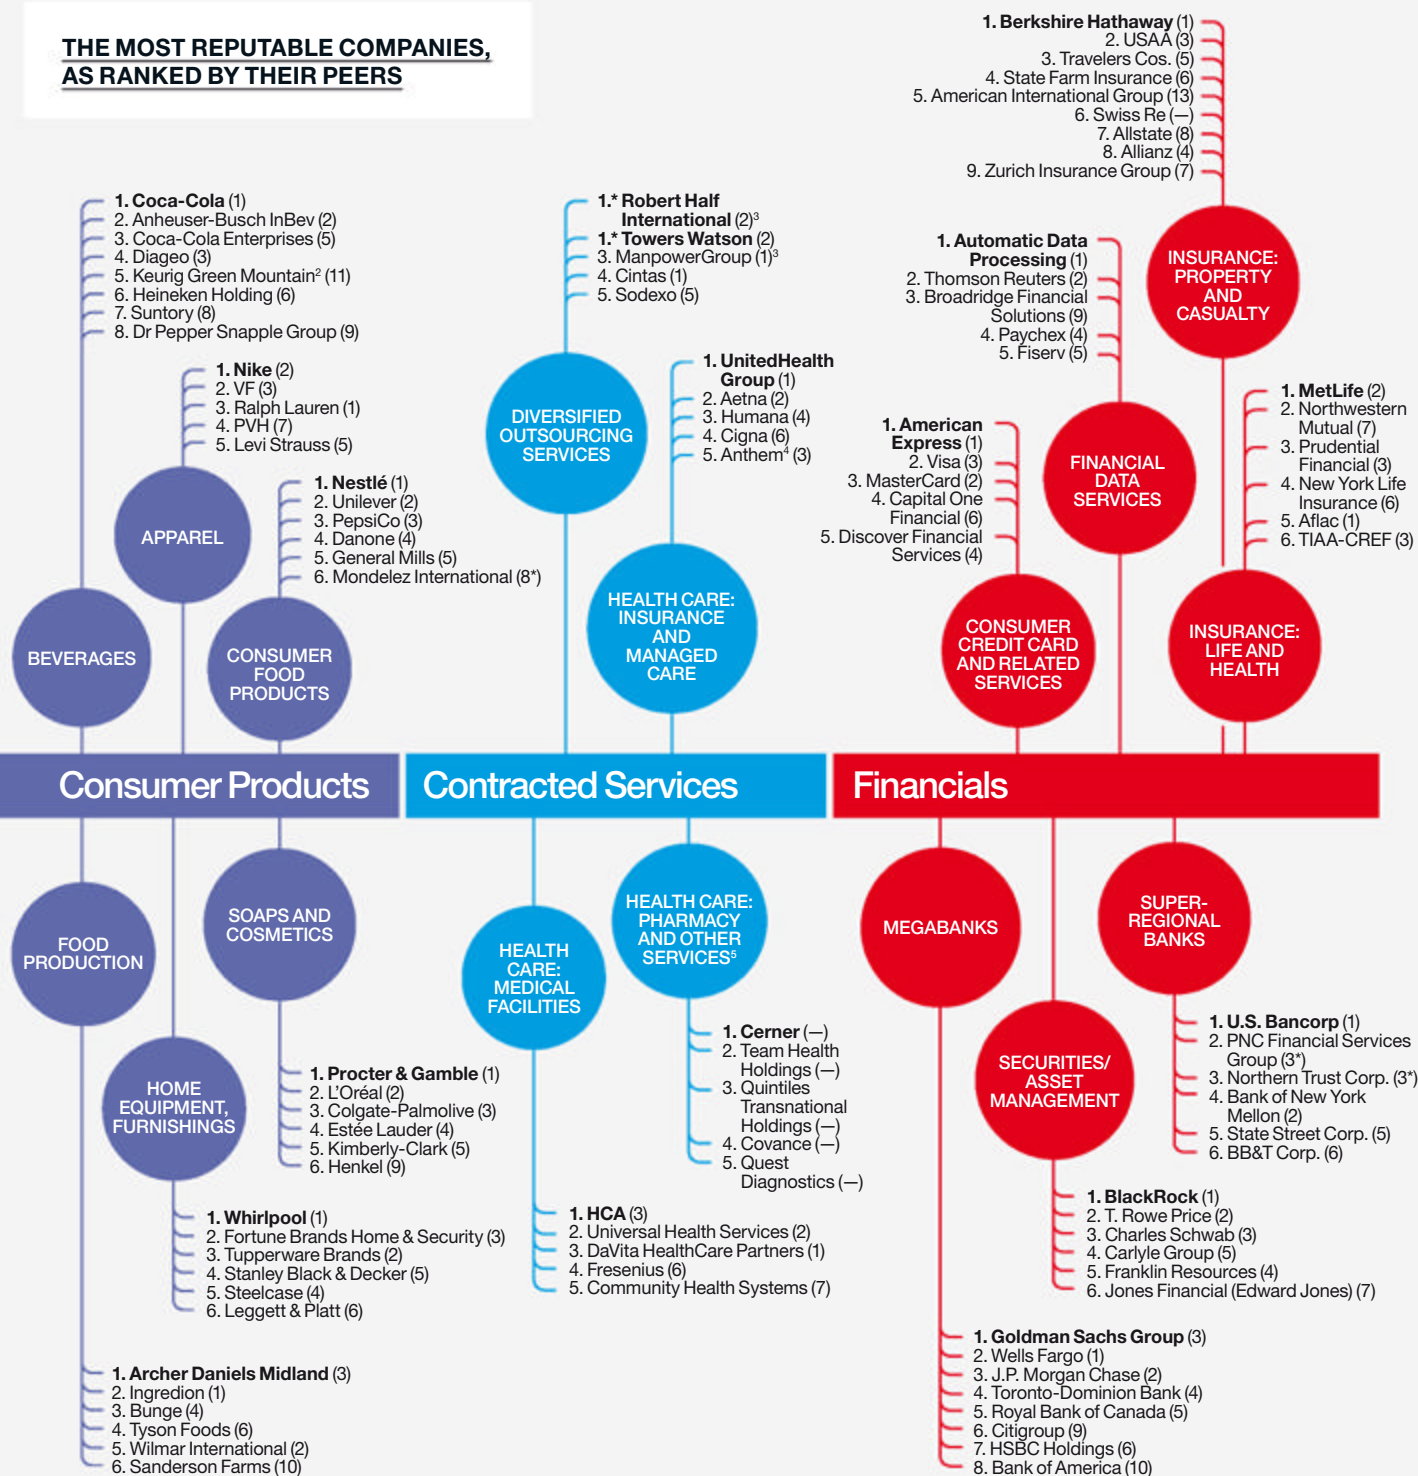 THE MOST REPUTABLE COMPANIES,
AS RANKED BY THEIR PEERS
1. Coca-Cola (1)
2. Anheuser-Busch InBev (2)
3. Coca-Cola Enterprises (5)
4. Diageo (3)
5. Keurig Green Mountain² (11)
6. Heineken Holding (6)
7. Suntory (8)
8. Dr Pepper Snapple Group (9)
BEVERAGES
1. Nike (2)
2. VF (3)
3. Ralph Lauren (1)
4. PVH (7)
5. Levi Strauss (5)
APPAREL
1. Nestlé (1)
2. Unilever (2)
3. PepsiCo (3)
4. Danone (4)
5. General Mills (5)
6. Mondelez International (8*)
CONSUMER
FOOD
PRODUCTS
1.* Robert Half
International (2)³
1.* Towers Watson (2)
3. ManpowerGroup (1)³
4. Cintas (1)
5. Sodexo (5)
DIVERSIFIED
OUTSOURCING
SERVICES
1. UnitedHealth
Group (1)
2. Aetna (2)
3. Humana (4)
4. Cigna (6)
5. Anthem⁴ (3)
HEALTH CARE:
INSURANCE
AND
MANAGED
CARE
1. Berkshire Hathaway (1)
2. USAA (3)
3. Travelers Cos. (5)
4. State Farm Insurance (6)
5. American International Group (13)
6. Swiss Re (—)
7. Allstate (8)
8. Allianz (4)
9. Zurich Insurance Group (7)
INSURANCE:
PROPERTY
AND
CASUALTY
1. Automatic Data
Processing (1)
2. Thomson Reuters (2)
3. Broadridge Financial
Solutions (9)
4. Paychex (4)
5. Fiserv (5)
FINANCIAL
DATA
SERVICES
1. American
Express (1)
2. Visa (3)
3. MasterCard (2)
4. Capital One
Financial (6)
5. Discover Financial
Services (4)
CONSUMER
CREDIT CARD
AND RELATED
SERVICES
1. MetLife (2)
2. Northwestern
Mutual (7)
3. Prudential
Financial (3)
4. New York Life
Insurance (6)
5. Aflac (1)
6. TIAA-CREF (3)
INSURANCE:
LIFE AND
HEALTH
Consumer Products
Contracted Services
Financials
FOOD
PRODUCTION
1. Archer Daniels Midland (3)
2. Ingredion (1)
3. Bunge (4)
4. Tyson Foods (6)
5. Wilmar International (2)
6. Sanderson Farms (10)
HOME
EQUIPMENT,
FURNISHINGS
1. Whirlpool (1)
2. Fortune Brands Home & Security (3)
3. Tupperware Brands (2)
4. Stanley Black & Decker (5)
5. Steelcase (4)
6. Leggett & Platt (6)
SOAPS AND
COSMETICS
1. Procter & Gamble (1)
2. L'Oréal (2)
3. Colgate-Palmolive (3)
4. Estée Lauder (4)
5. Kimberly-Clark (5)
6. Henkel (9)
HEALTH
CARE:
MEDICAL
FACILITIES
1. HCA (3)
2. Universal Health Services (2)
3. DaVita HealthCare Partners (1)
4. Fresenius (6)
5. Community Health Systems (7)
HEALTH CARE:
PHARMACY
AND OTHER
SERVICES⁵
1. Cerner (—)
2. Team Health
Holdings (—)
3. Quintiles
Transnational
Holdings (—)
4. Covance (—)
5. Quest
Diagnostics (—)
MEGABANKS
1. Goldman Sachs Group (3)
2. Wells Fargo (1)
3. J.P. Morgan Chase (2)
4. Toronto-Dominion Bank (4)
5. Royal Bank of Canada (5)
6. Citigroup (9)
7. HSBC Holdings (6)
8. Bank of America (10)
SECURITIES/
ASSET
MANAGEMENT
1. BlackRock (1)
2. T. Rowe Price (2)
3. Charles Schwab (3)
4. Carlyle Group (5)
5. Franklin Resources (4)
6. Jones Financial (Edward Jones) (7)
SUPER-
REGIONAL
BANKS
1. U.S. Bancorp (1)
2. PNC Financial Services
Group (3*)
3. Northern Trust Corp. (3*)
4. Bank of New York
Mellon (2)
5. State Street Corp. (5)
6. BB&T Corp. (6)